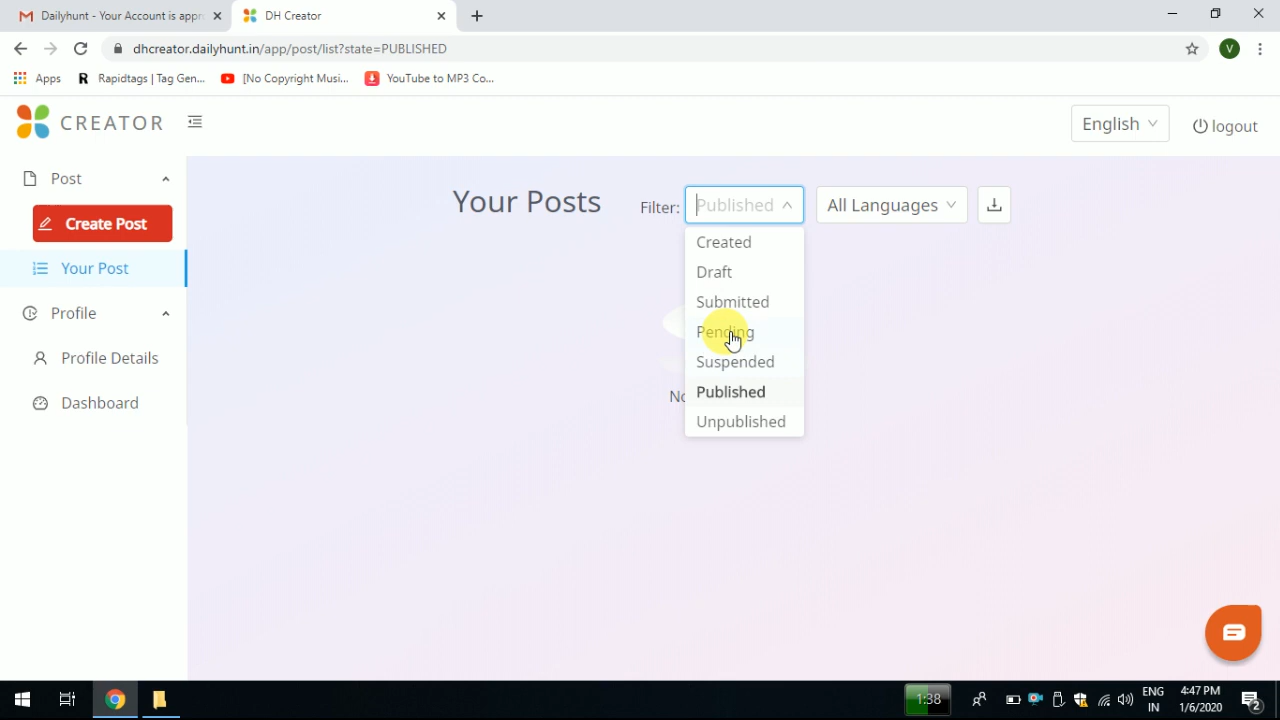 Dailyhunt - Your Account is appr
DH Creator
dhcreator.dailyhunt.in/app/post/list?state=PUBLISHED
V
Apps
R Rapidtags | Tag Gen...
[No Copyright Musi...
YouTube to MP3 Co...
CREATOR
English
logout
Post
Create Post
Your Post
Profile
Profile Details
Dashboard
Your Posts
Filter:
Published
All Languages
Created
Draft
Submitted
Pending
Suspended
Published
Unpublished
No
1:38
ENG
IN
4:47 PM
1/6/2020
2